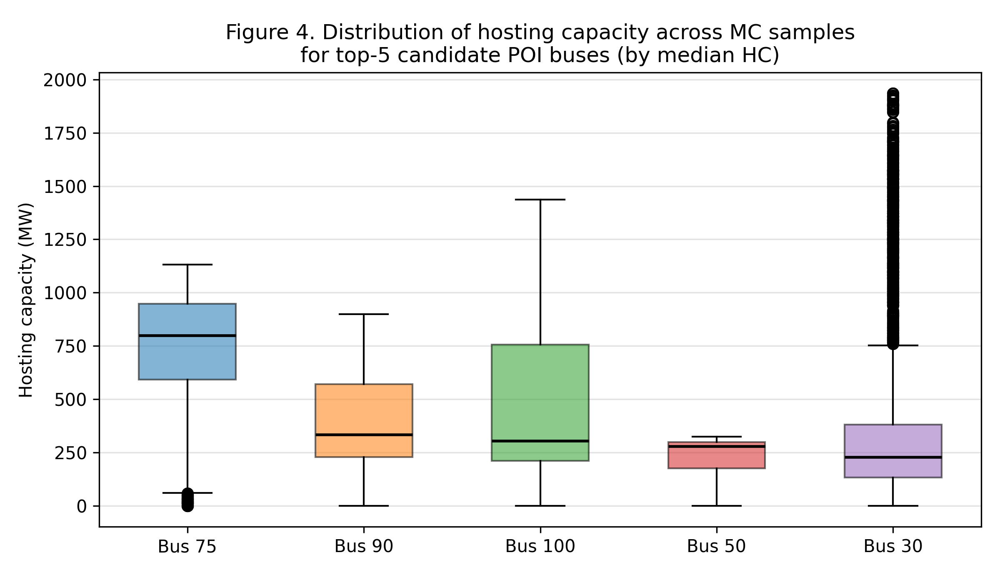 Figure 4. Distribution of hosting capacity across MC samples
for top-5 candidate POI buses (by median HC)
Hosting capacity (MW)
2000
1750
1500
1250
1000
750
500
250
0
Bus 75
Bus 90
Bus 100
Bus 50
Bus 30